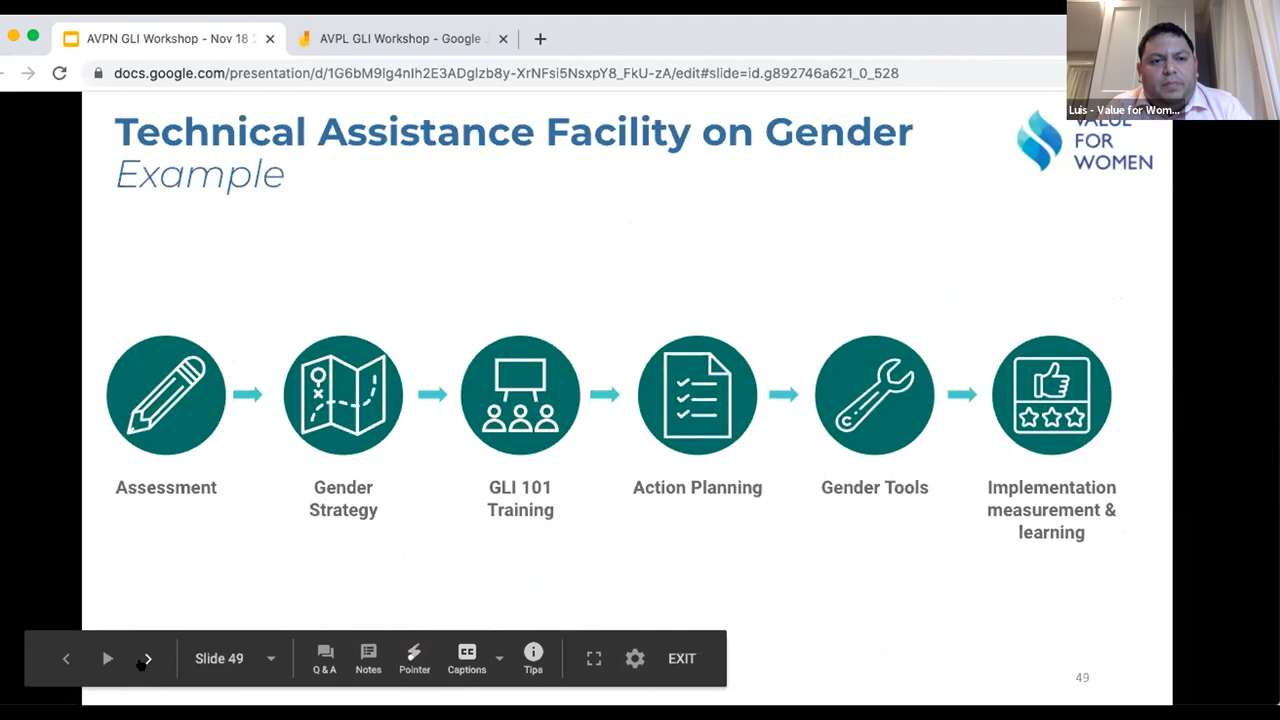 AVPN GLI Workshop - Nov 18
AVPL GLI Workshop - Google
docs.google.com/presentation/d/1G6bM9lg4nIh2E3ADglzb8y-XrNFsi5NsxpY8_FkU-zA/edit#slide=id.g892746a621_0_528
Luis - Value for Wom...
Technical Assistance Facility on Gender
Example
VALUE
FOR
WOMEN
Assessment
Gender
Strategy
GLI 101
Training
Action Planning
Gender Tools
Implementation
measurement &
learning
Slide 49
Q & A
Notes
Pointer
CC
Captions
Tips
EXIT
49